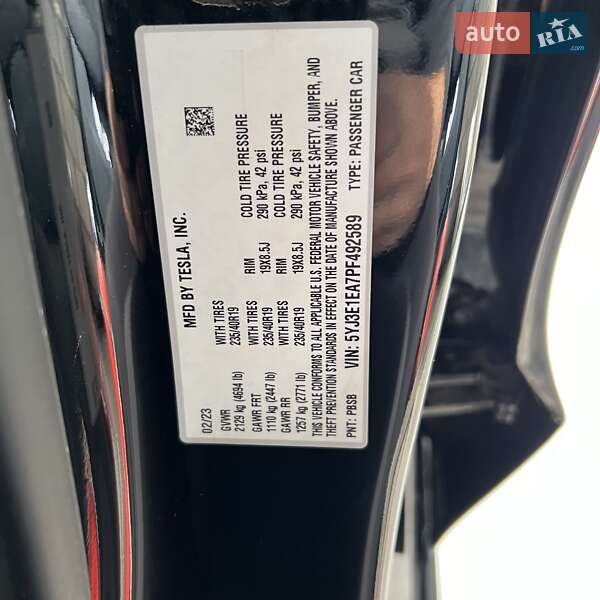 auto RIA.com
MFD BY TESLA, INC.
02/23
GVWR WITH TIRES COLD TIRE PRESSURE
2129 kg (4694 lb) 235/40R19 290 kPa, 42 psi
GAWR FRT WITH TIRES RIM COLD TIRE PRESSURE
1110 kg (2447 lb) 235/40R19 19X8.5J 290 kPa, 42 psi
GAWR RR WITH TIRES RIM COLD TIRE PRESSURE
1257 kg (2771 lb) 235/40R19 19X8.5J 290 kPa, 42 psi
THIS VEHICLE CONFORMS TO ALL APPLICABLE U.S. FEDERAL MOTOR VEHICLE SAFETY, BUMPER, AND
THEFT PREVENTION STANDARDS IN EFFECT ON THE DATE OF MANUFACTURE SHOWN ABOVE.
PNT: PBSB VIN: 5YJ3E1EA7PF492589 TYPE: PASSENGER CAR